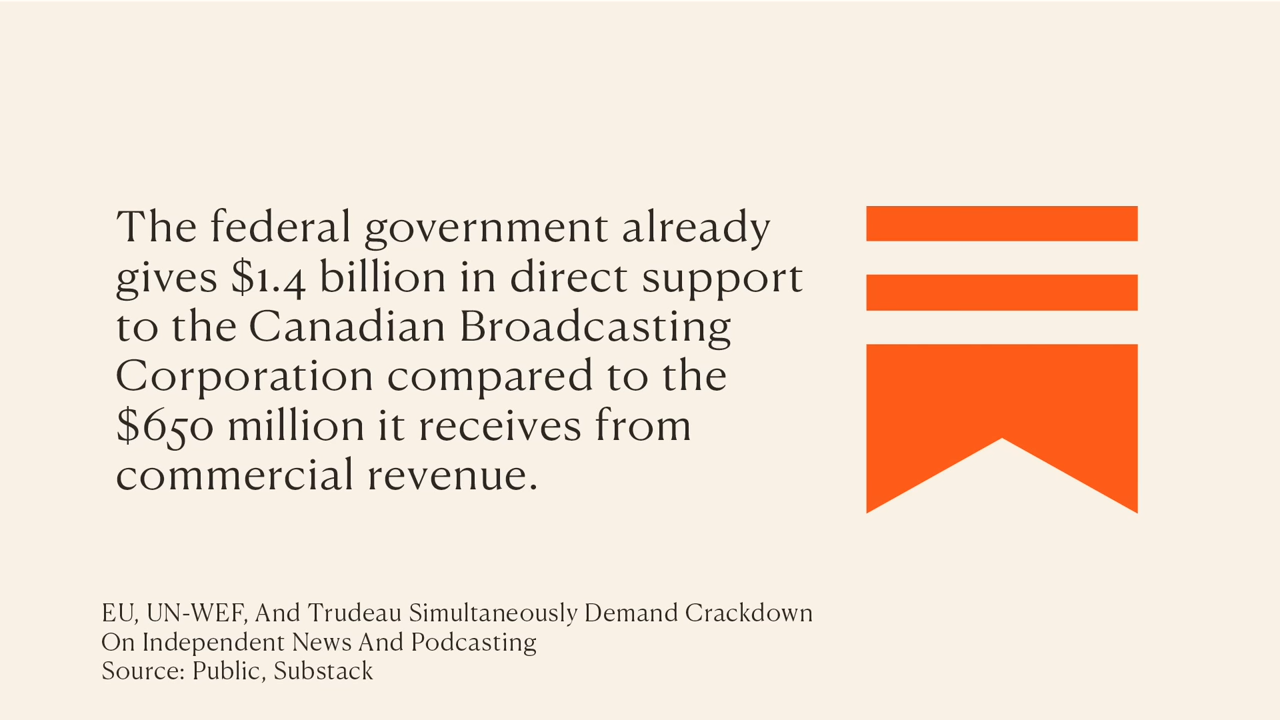 The federal government already
gives $1.4 billion in direct support
to the Canadian Broadcasting
Corporation compared to the
$650 million it receives from
commercial revenue.
EU, UN-WEF, And Trudeau Simultaneously Demand Crackdown
On Independent News And Podcasting
Source: Public, Substack